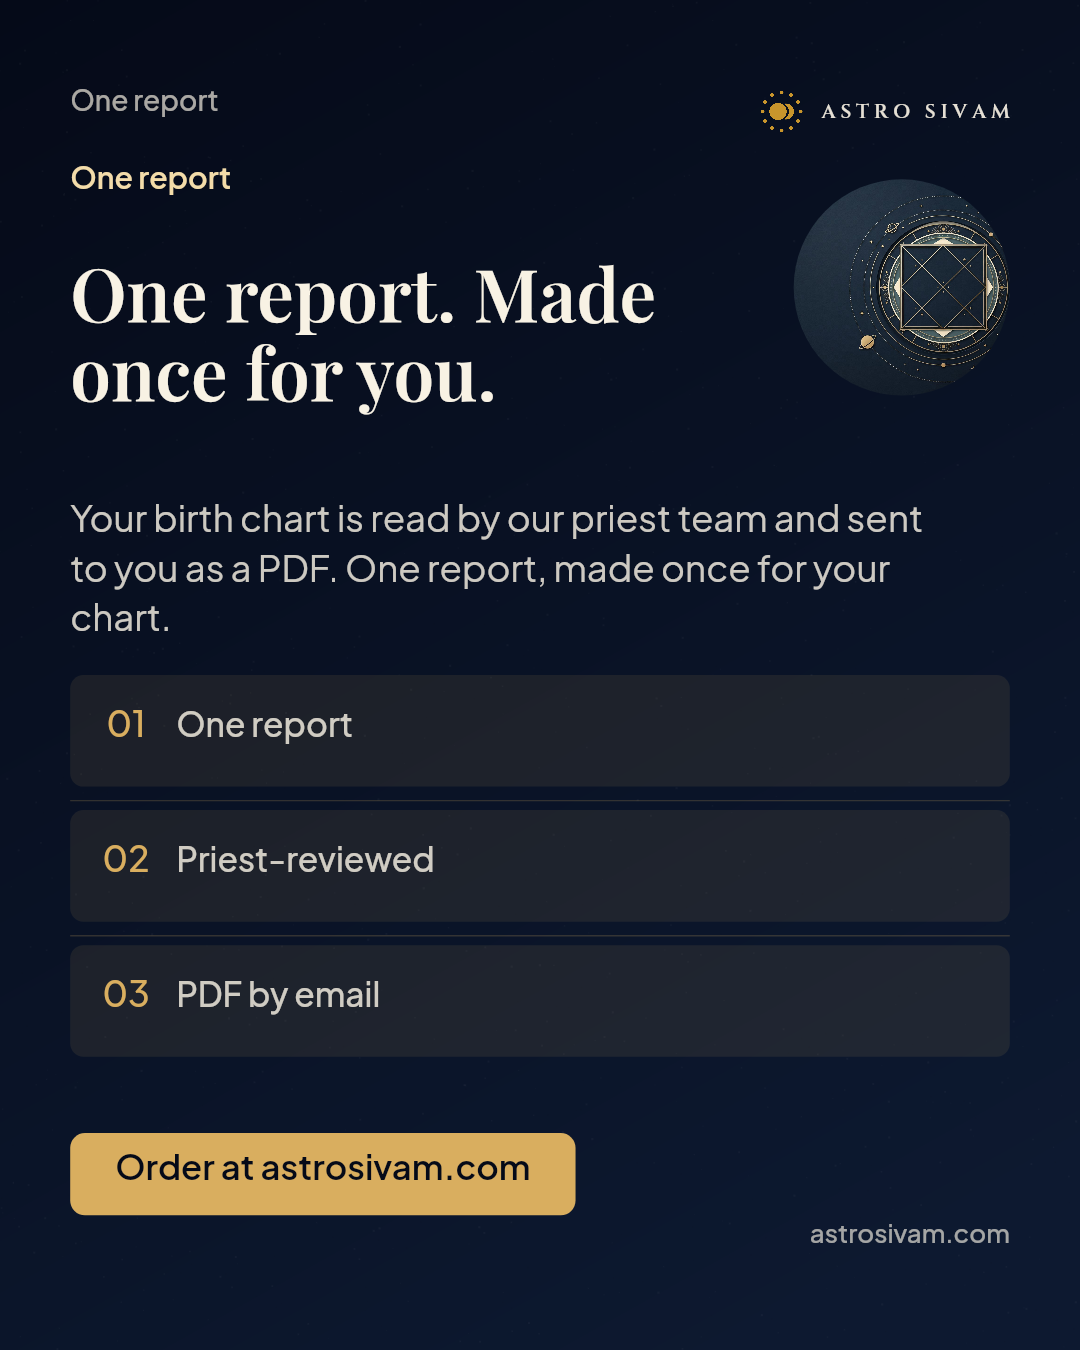 One report
ASTRO SIVAM
One report
One report. Made
once for you.
Your birth chart is read by our priest team and sent
to you as a PDF. One report, made once for your
chart.
01 One report
02 Priest-reviewed
03 PDF by email
Order at astrosivam.com
astrosivam.com